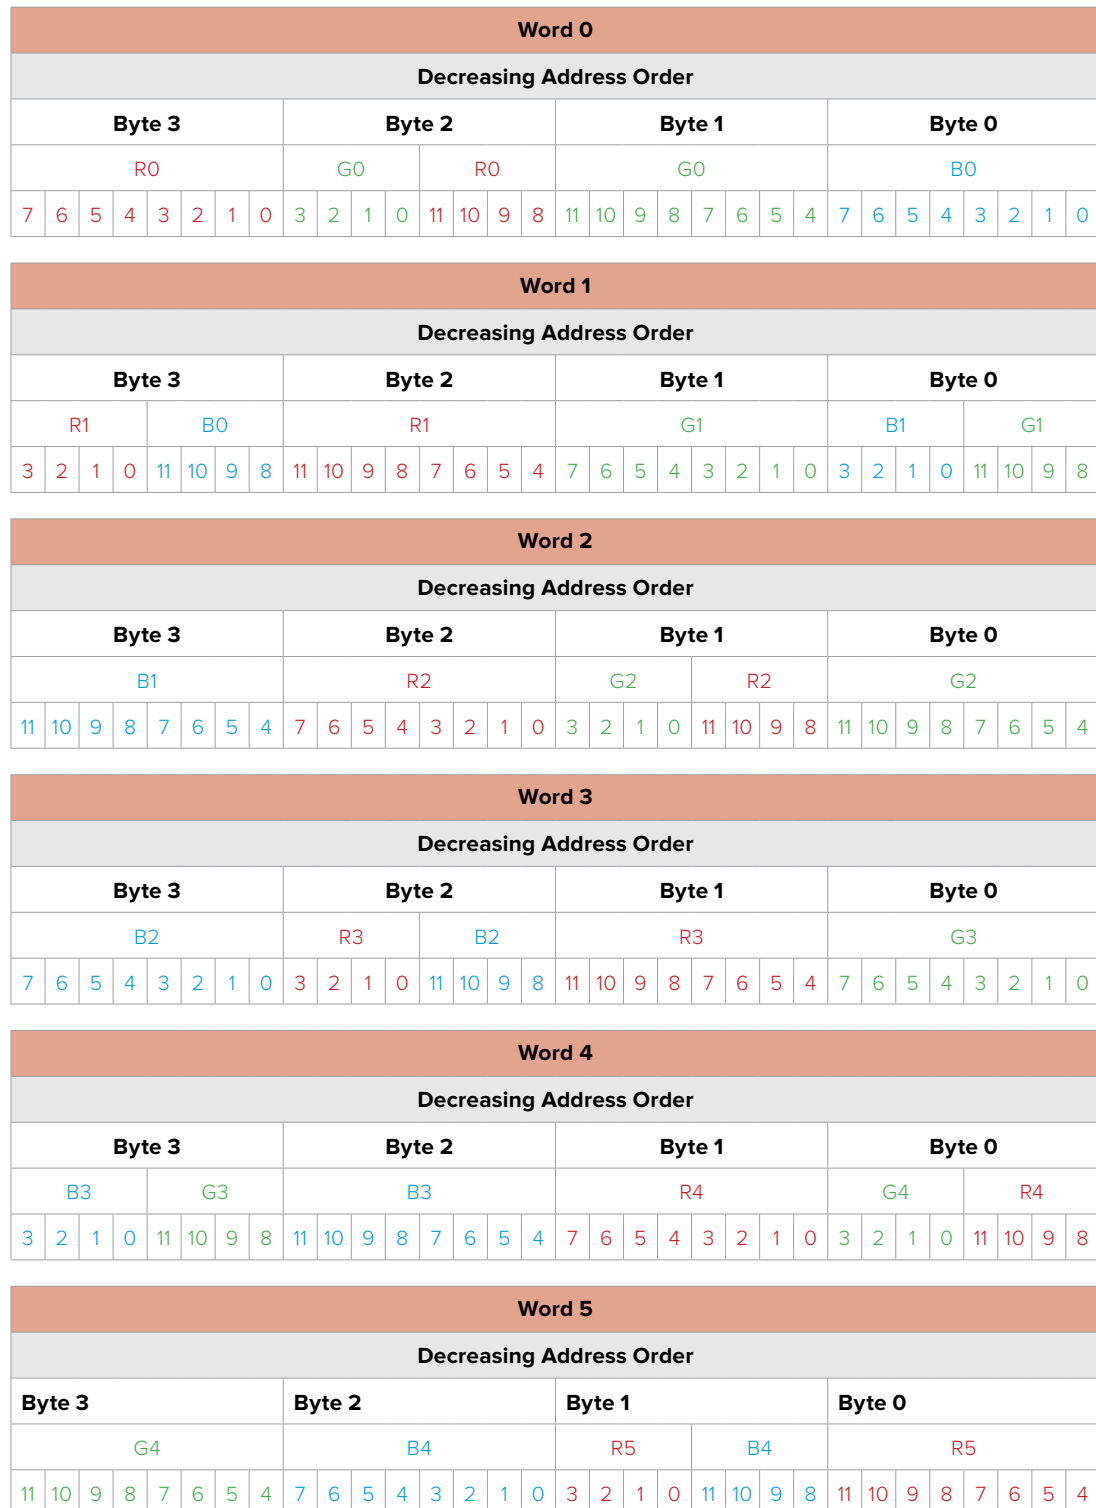 Word 0
Decreasing Address Order
Byte 3 Byte 2 Byte 1 Byte 0
R0 G0 R0 G0 B0
7 6 5 4 3 2 1 0 3 2 1 0 11 10 9 8 11 10 9 8 7 6 5 4 7 6 5 4 3 2 1 0
Word 1
Decreasing Address Order
Byte 3 Byte 2 Byte 1 Byte 0
R1 B0 R1 G1 B1 G1
3 2 1 0 11 10 9 8 11 10 9 8 7 6 5 4 7 6 5 4 3 2 1 0 3 2 1 0 11 10 9 8
Word 2
Decreasing Address Order
Byte 3 Byte 2 Byte 1 Byte 0
B1 R2 G2 R2 G2
11 10 9 8 7 6 5 4 7 6 5 4 3 2 1 0 3 2 1 0 11 10 9 8 11 10 9 8 7 6 5 4
Word 3
Decreasing Address Order
Byte 3 Byte 2 Byte 1 Byte 0
B2 R3 B2 R3 G3
7 6 5 4 3 2 1 0 3 2 1 0 11 10 9 8 11 10 9 8 7 6 5 4 7 6 5 4 3 2 1 0
Word 4
Decreasing Address Order
Byte 3 Byte 2 Byte 1 Byte 0
B3 G3 B3 R4 G4 R4
3 2 1 0 11 10 9 8 11 10 9 8 7 6 5 4 7 6 5 4 3 2 1 0 3 2 1 0 11 10 9 8
Word 5
Decreasing Address Order
Byte 3 Byte 2 Byte 1 Byte 0
G4 B4 R5 B4 R5
11 10 9 8 7 6 5 4 7 6 5 4 3 2 1 0 3 2 1 0 11 10 9 8 11 10 9 8 7 6 5 4